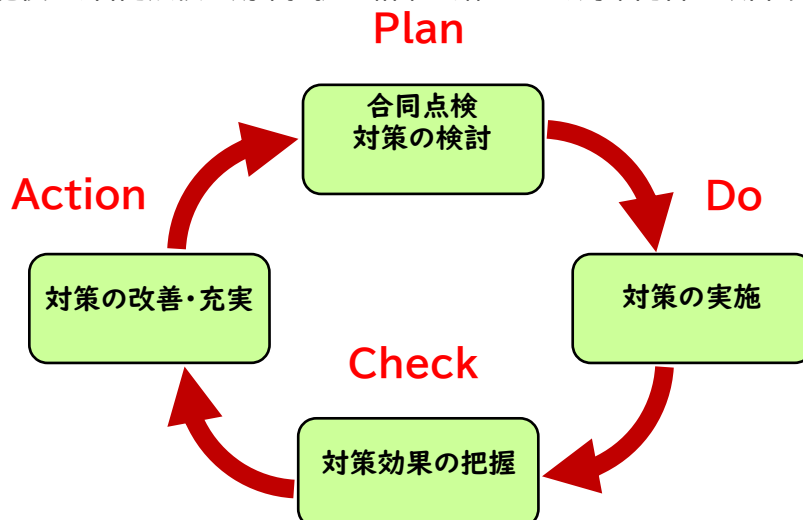 Plan
合同点検
対策の検討
Action
Do
対策の改善・充実
対策の実施
Check
対策効果の把握